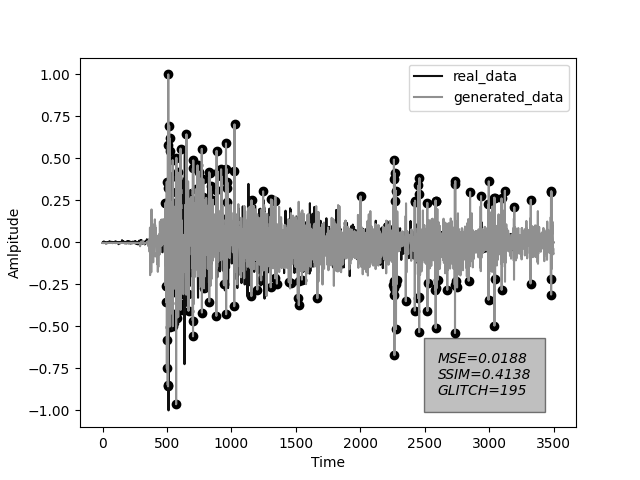 1.00
0.75
0.50
0.25
0.00
−0.25
−0.50
−0.75
−1.00
Amlpitude
real_data
generated_data
MSE=0.0188
SSIM=0.4138
GLITCH=195
0 500 1000 1500 2000 2500 3000 3500
Time